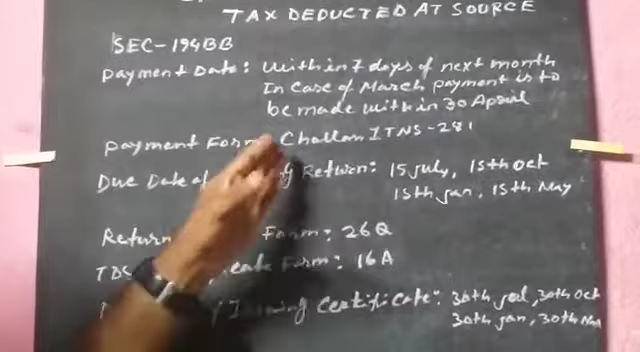 TAX DEDUCTED AT SOURCE
SEC-194BB
Payment Date: Within 7 days of next month
In case of March payment is to
be made within 30 April
Payment Form Challan ITNS-281
Due Date of Return: 15 July, 15th Oct
15th Jan, 15th May
Return Form: 26Q
TDS Form: 16A
Issuing Certificate: 30th Jul, 30th Oct
30th Jan, 30th